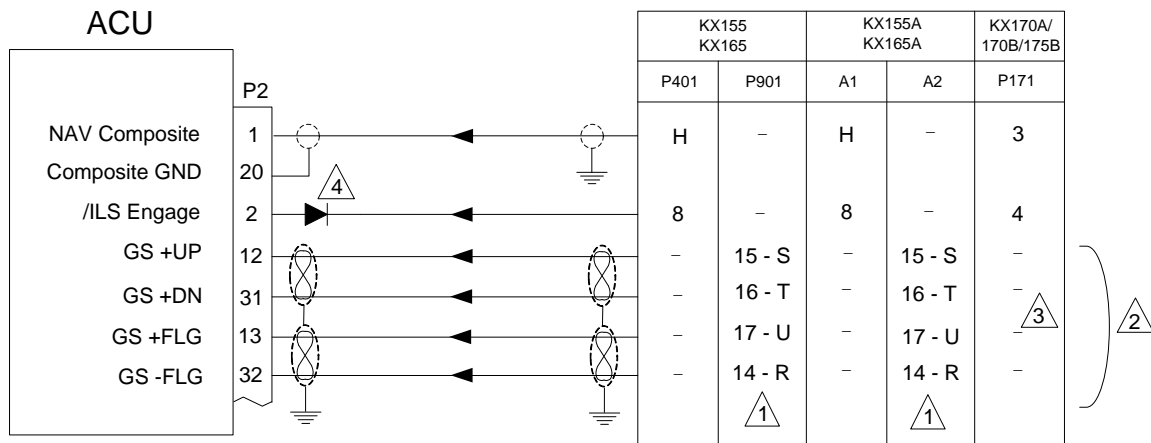 ACU
P2
KX155
KX165
KX155A
KX165A
KX170A/
170B/175B
P401 P901 A1 A2 P171
NAV Composite 1 H – H – 3
Composite GND 20
4
/ILS Engage 2 8 – 8 – 4
GS +UP 12 – 15 - S – 15 - S –
GS +DN 31 – 16 - T – 16 - T –
3 2
GS +FLG 13 – 17 - U – 17 - U –
GS -FLG 32 – 14 - R – 14 - R –
1 1